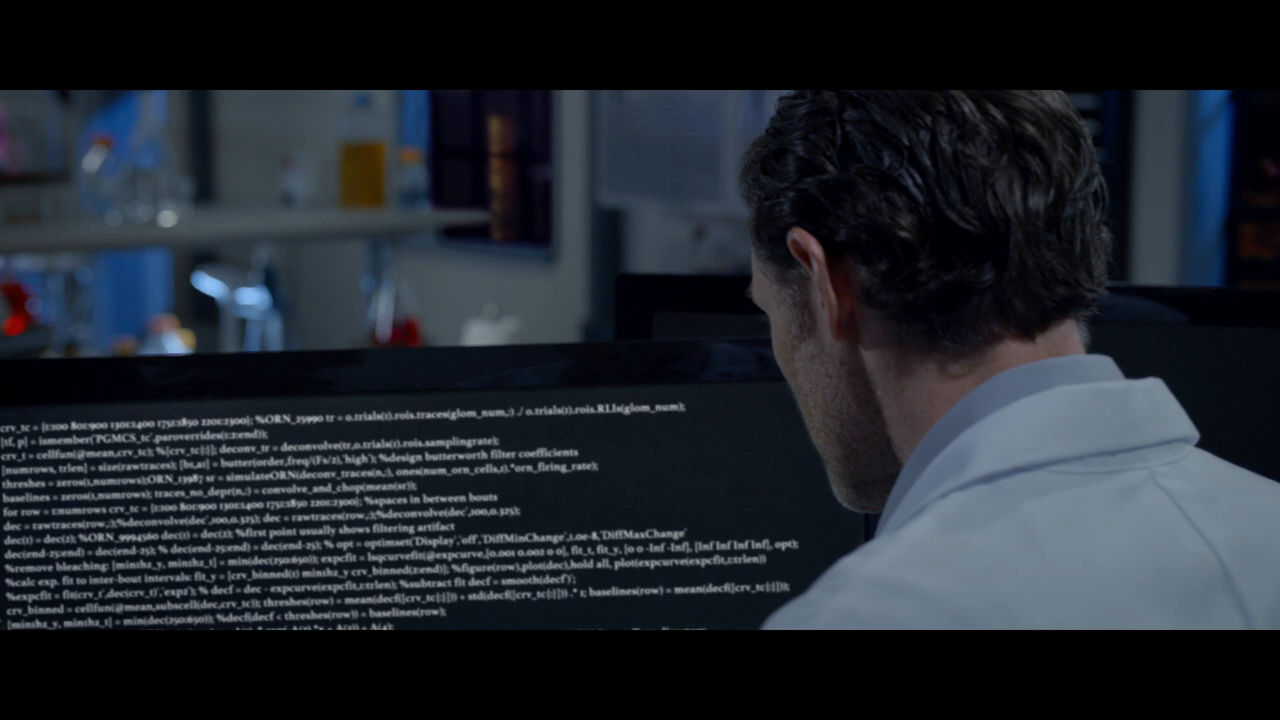 crv_tc = [1:100 801:900 1301:1400 1751:1850 2201:2300]; %ORN_25990 tr = o.trials(t).rois.traces(glom_num,:) ./ o.trials(t).rois.RLIs(glom_num);
[tf, p] = ismember('PGMCS_tc',paroverrides(1:2:end));
crv_t = cellfun(@mean,crv_tc); %[crv_tc{:}]; deconv_tr = deconvolve(tr,o.trials(t).rois.samplingrate);
[numrows, trlen] = size(rawtraces); [b1,a1] = butter(order,freq/(Fs/2),'high'); %design butterworth filter coefficients
threshes = zeros(1,numrows);ORN_13987 sr = simulateORN(deconv_traces(n,:), ones(num_orn_cells,1).*orn_firing_rate);
baselines = zeros(1,numrows); traces_no_depr(n,:) = convolve_and_chop(mean(sr));
for row = 1:numrows crv_tc = [1:100 801:900 1301:1400 1751:1850 2201:2300]; %spaces in between bouts
dec = rawtraces(row,:);%deconvolve(dec',100,0.325); dec = rawtraces(row,:);%deconvolve(dec',100,0.325);
dec(1) = dec(2); %ORN_9994560 dec(1) = dec(2); %first point usually shows filtering artifact
dec(end-25:end) = dec(end-25); % dec(end-25:end) = dec(end-25); % opt = optimset('Display','off','DiffMinChange',1.0e-8,'DiffMaxChange'
%remove bleaching: [min1hz_y, min1hz_t] = min(dec(250:650)); expcfit = lsqcurvefit(@expcurve,[0.001 0.002 0 0], fit_t, fit_y, [0 0 -Inf -Inf], [Inf Inf Inf Inf], opt);
%calc exp. fit to inter-bout intervals: fit_y = [crv_binned(1) min1hz_y crv_binned(2:end)]; %figure(row),plot(dec),hold all, plot(expcurve(expcfit,1:trlen))
%expcfit = fit(crv_t',dec(crv_t)','exp2'); % decf = dec - expcurve(expcfit,1:trlen); %subtract fit decf = smooth(decf');
crv_binned = cellfun(@mean,subscell(dec,crv_tc)); threshes(row) = mean(decf([crv_tc{:}])) + std(decf([crv_tc{:}])) .* 1; baselines(row) = mean(decf([crv_tc{:}]));
[min1hz_y, min1hz_t] = min(dec(250:650)); %decf(decf < threshes(row)) = baselines(row);